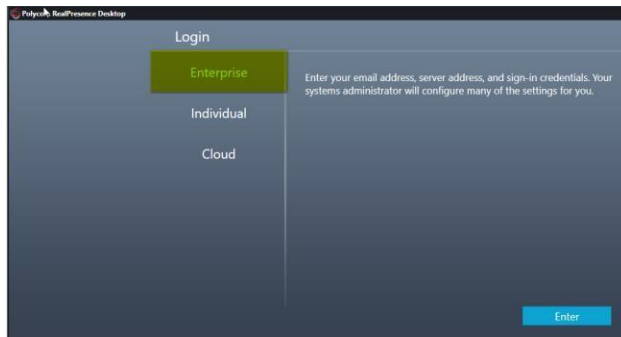 Polycom RealPresence Desktop
Login
Enterprise
Enter your email address, server address, and sign-in credentials. Your
systems administrator will configure many of the settings for you.
Individual
Cloud
Enter